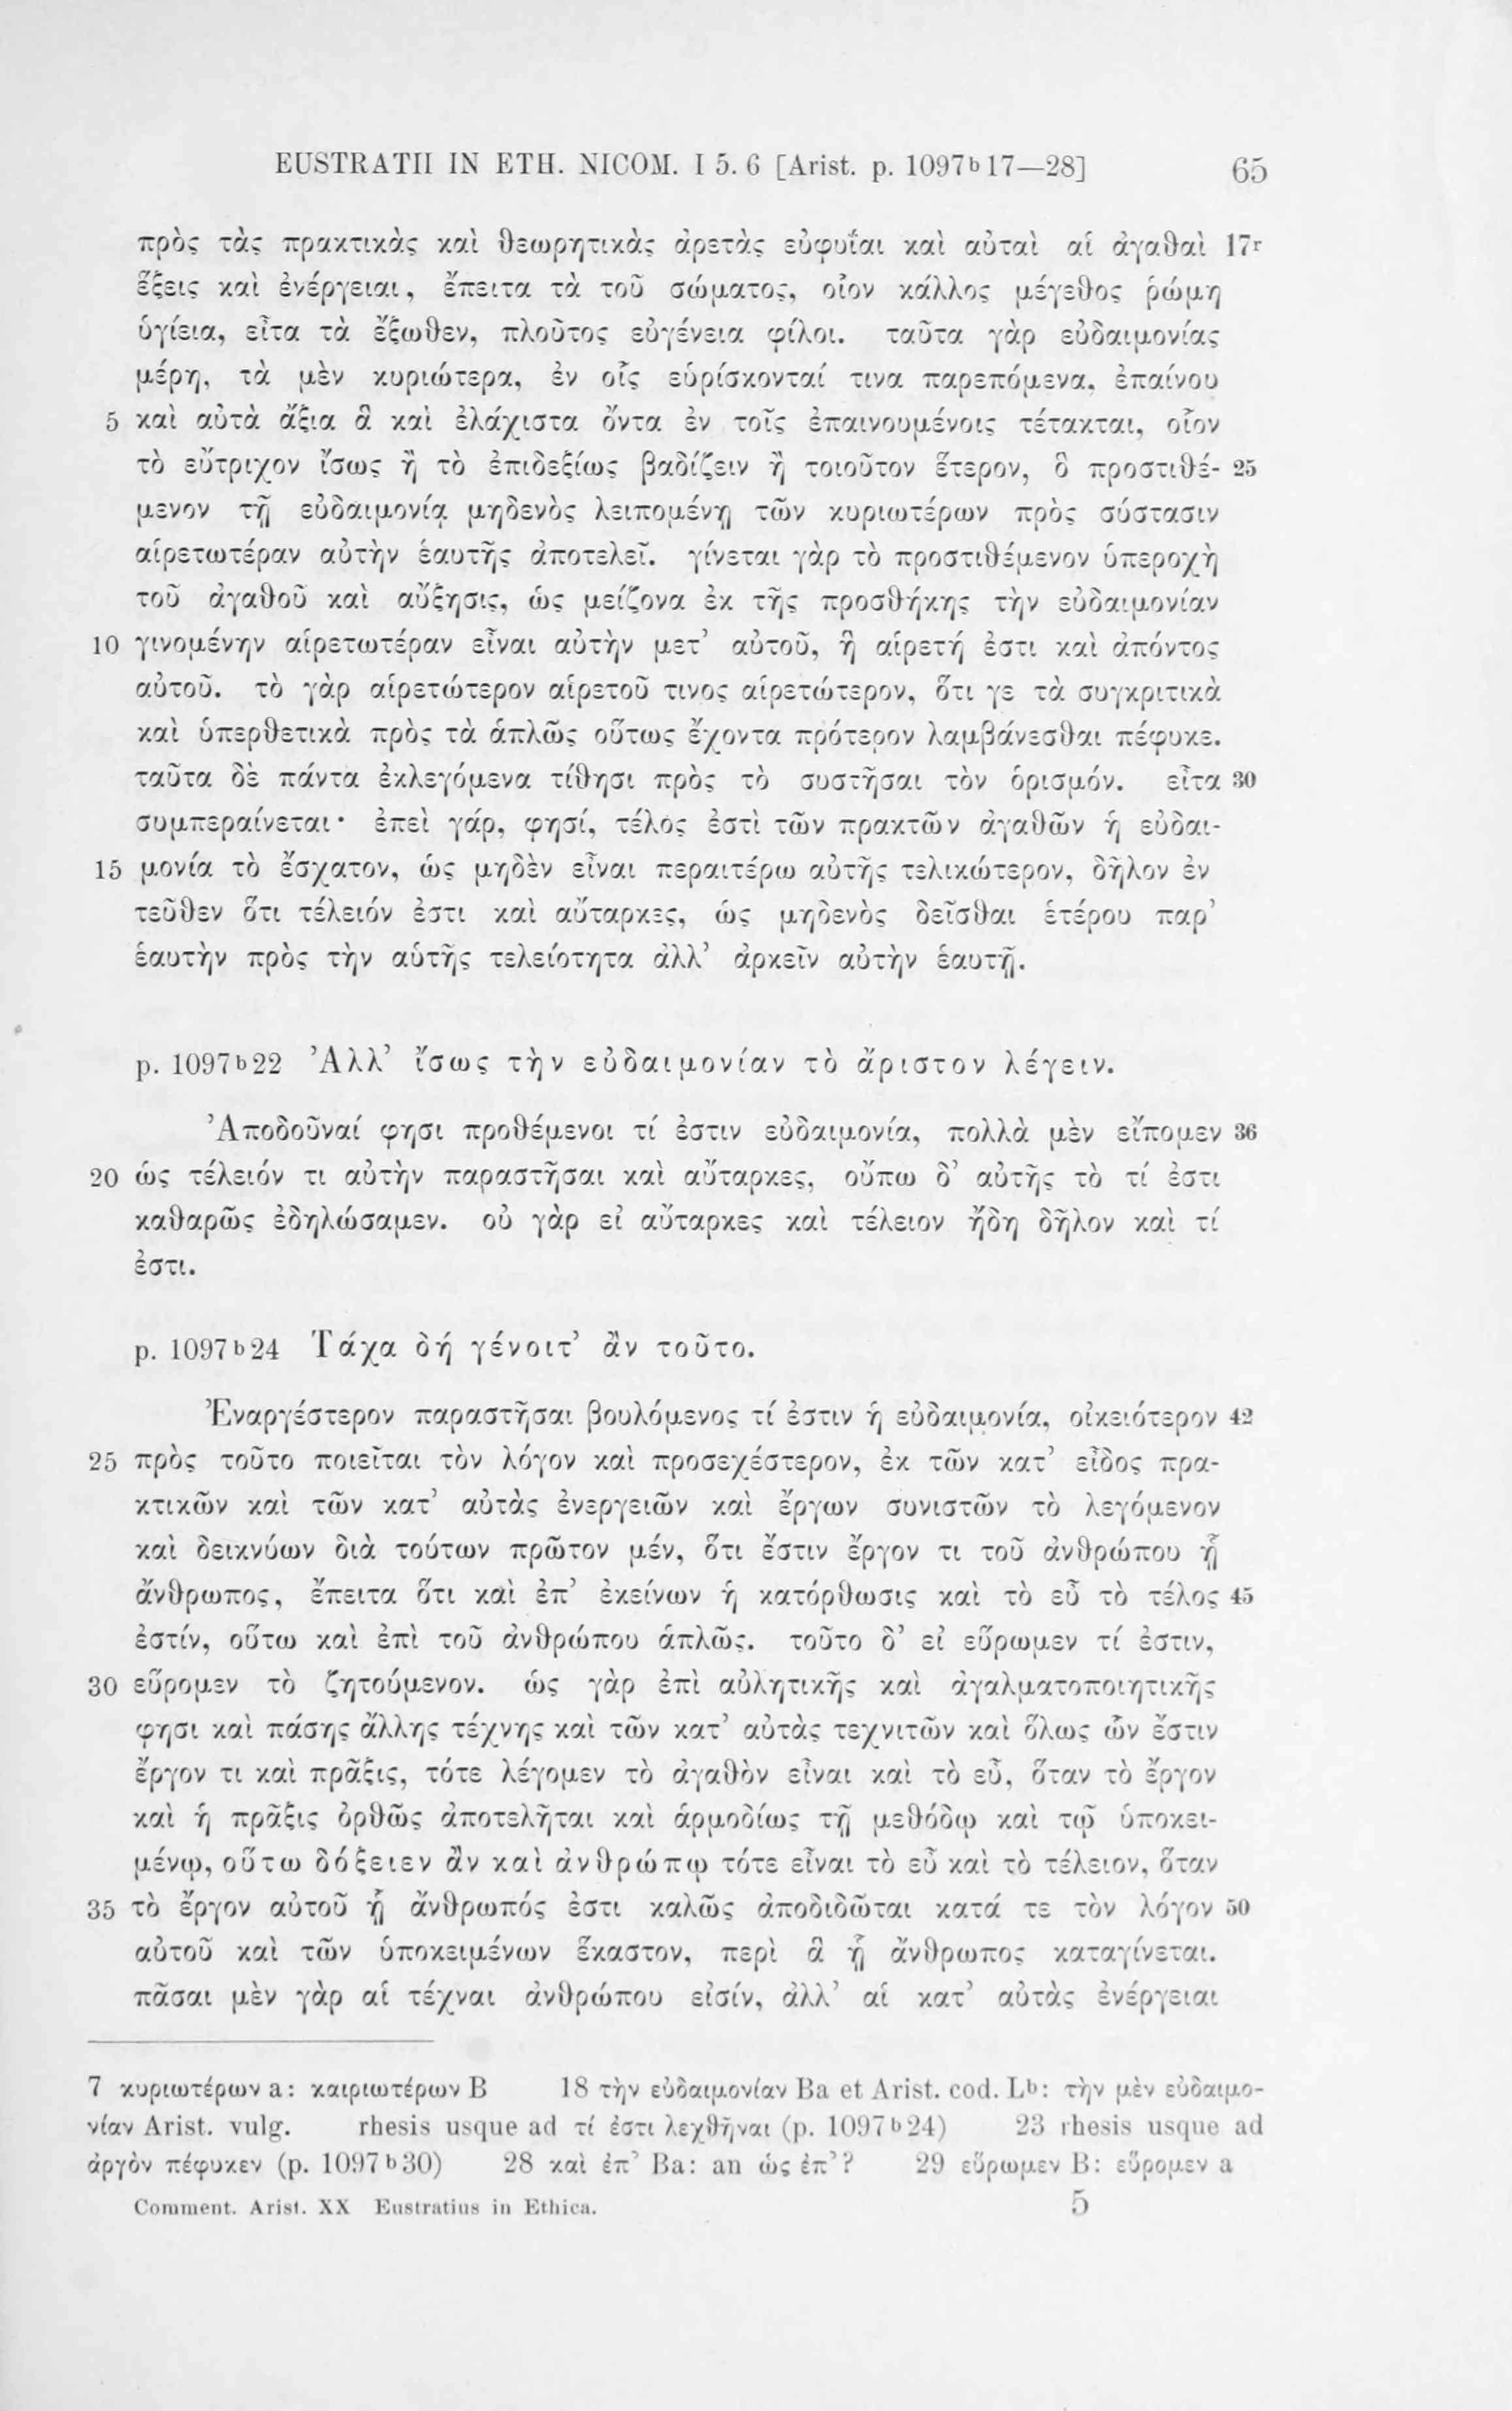 EUSTRATII IN ETH. NICOM. I 5. 6 [Arist. p. 1097ᵇ17—28] 65
πρὸς τὰς πρακτικὰς καὶ θεωρητικὰς ἀρετὰς εὐφυΐαι καὶ αὐταὶ αἱ ἀγαθαὶ 17ʳ
ἕξεις καὶ ἐνέργειαι, ἔπειτα τὰ τοῦ σώματος, οἷον κάλλος μέγεθος ῥώμη
ὑγίεια, εἶτα τὰ ἔξωθεν, πλοῦτος εὐγένεια φίλοι. ταῦτα γὰρ εὐδαιμονίας
μέρη, τὰ μὲν κυριώτερα, ἐν οἷς εὑρίσκονταί τινα παρεπόμενα, ἐπαίνου
5 καὶ αὐτὰ ἄξια ἃ καὶ ἐλάχιστα ὄντα ἐν τοῖς ἐπαινουμένοις τέτακται, οἷον
τὸ εὔτριχον ἴσως ἢ τὸ ἐπιδεξίως βαδίζειν ἢ τοιοῦτον ἕτερον, ὃ προστιθέ- 25
μενον τῇ εὐδαιμονίᾳ μηδενὸς λειπομένῃ τῶν κυριωτέρων πρὸς σύστασιν
αἱρετωτέραν αὐτὴν ἑαυτῆς ἀποτελεῖ. γίνεται γὰρ τὸ προστιθέμενον ὑπεροχὴ
τοῦ ἀγαθοῦ καὶ αὔξησις, ὡς μείζονα ἐκ τῆς προσθήκης τὴν εὐδαιμονίαν
10 γινομένην αἱρετωτέραν εἶναι αὐτὴν μετ’ αὐτοῦ, ἢ αἱρετή ἐστι καὶ ἀπόντος
αὐτοῦ. τὸ γὰρ αἱρετώτερον αἱρετοῦ τινος αἱρετώτερον, ὅτι γε τὰ συγκριτικὰ
καὶ ὑπερθετικὰ πρὸς τὰ ἁπλῶς οὕτως ἔχοντα πρότερον λαμβάνεσθαι πέφυκε.
ταῦτα δὲ πάντα ἐκλεγόμενα τίθησι πρὸς τὸ συστῆσαι τὸν ὁρισμόν. εἶτα 30
συμπεραίνεται· ἐπεὶ γάρ, φησί, τέλος ἐστὶ τῶν πρακτῶν ἀγαθῶν ἡ εὐδαι-
15 μονία τὸ ἔσχατον, ὡς μηδὲν εἶναι περαιτέρω αὐτῆς τελικώτερον, δῆλον ἐν
τεῦθεν ὅτι τέλειόν ἐστι καὶ αὔταρκες, ὡς μηδενὸς δεῖσθαι ἑτέρου παρ’
ἑαυτὴν πρὸς τὴν αὑτῆς τελείοτητα ἀλλ’ ἀρκεῖν αὐτὴν ἑαυτῇ.
p. 1097ᵇ22 Ἀλλ’ ἴσως τὴν εὐδαιμονίαν τὸ ἄριστον λέγειν.
Ἀποδοῦναί φησι προθέμενοι τί ἐστιν εὐδαιμονία, πολλὰ μὲν εἴπομεν 36
20 ὡς τέλειόν τι αὐτὴν παραστῆσαι καὶ αὔταρκες, οὔπω δ’ αὐτῆς τὸ τί ἐστι
καθαρῶς ἐδηλώσαμεν. οὐ γὰρ εἰ αὔταρκες καὶ τέλειον ἤδη δῆλον καὶ τί
ἐστι.
p. 1097ᵇ24 Τάχα δή γένοιτ’ ἂν τοῦτο.
Ἐναργέστερον παραστῆσαι βουλόμενος τί ἐστιν ἡ εὐδαιμονία, οἰκειότερον 42
25 πρὸς τοῦτο ποιεῖται τὸν λόγον καὶ προσεχέστερον, ἐκ τῶν κατ’ εἶδος πρα-
κτικῶν καὶ τῶν κατ’ αὐτὰς ἐνεργειῶν καὶ ἔργων συνιστῶν τὸ λεγόμενον
καὶ δεικνύων διὰ τούτων πρῶτον μέν, ὅτι ἔστιν ἔργον τι τοῦ ἀνθρώπου ᾗ
ἄνθρωπος, ἔπειτα ὅτι καὶ ἐπ’ ἐκείνων ἡ κατόρθωσις καὶ τὸ εὖ τὸ τέλος 45
ἐστίν, οὕτω καὶ ἐπὶ τοῦ ἀνθρώπου ἁπλῶς. τοῦτο δ’ εἰ εὕρωμεν τί ἐστιν,
30 εὕρομεν τὸ ζητούμενον. ὡς γὰρ ἐπὶ αὐλητικῆς καὶ ἀγαλματοποιητικῆς
φησι καὶ πάσης ἄλλης τέχνης καὶ τῶν κατ’ αὐτὰς τεχνιτῶν καὶ ὅλως ὧν ἔστιν
ἔργον τι καὶ πρᾶξις, τότε λέγομεν τὸ ἀγαθὸν εἶναι καὶ τὸ εὖ, ὅταν τὸ ἔργον
καὶ ἡ πρᾶξις ὀρθῶς ἀποτελῆται καὶ ἁρμοδίως τῇ μεθόδῳ καὶ τῷ ὑποκει-
μένῳ, οὕτω δόξειεν ἂν καὶ ἀνθρώπῳ τότε εἶναι τὸ εὖ καὶ τὸ τέλειον, ὅταν
35 τὸ ἔργον αὐτοῦ ᾗ ἄνθρωπός ἐστι καλῶς ἀποδιδῶται κατά τε τὸν λόγον 50
αὐτοῦ καὶ τῶν ὑποκειμένων ἕκαστον, περὶ ἃ ᾗ ἄνθρωπος καταγίνεται.
πᾶσαι μὲν γὰρ αἱ τέχναι ἀνθρώπου εἰσίν, ἀλλ’ αἱ κατ’ αὐτὰς ἐνέργειαι
7 κυριωτέρων a: καιριωτέρων B 18 τὴν εὐδαιμονίαν Ba et Arist. cod. Lᵇ: τὴν μὲν εὐδαιμο-
νίαν Arist. vulg. rhesis usque ad τί ἐστι λεχθῆναι (p. 1097ᵇ24) 23 rhesis usque ad
ἀργὸν πέφυκεν (p. 1097ᵇ30) 28 καὶ ἐπ’ Ba: an ὡς ἐπ’? 29 εὕρωμεν B: εὕρομεν a
Comment. Arist. XX Eustratius in Ethica. 5